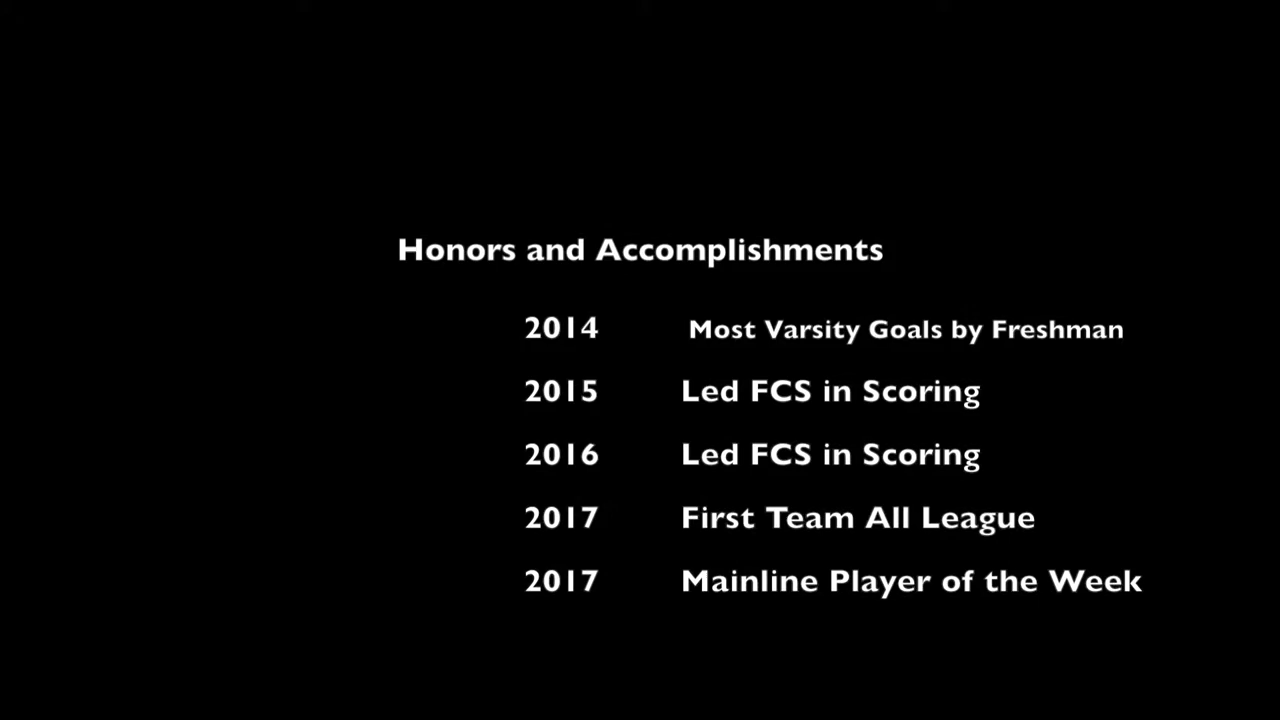 Honors and Accomplishments
2014 Most Varsity Goals by Freshman
2015 Led FCS in Scoring
2016 Led FCS in Scoring
2017 First Team All League
2017 Mainline Player of the Week